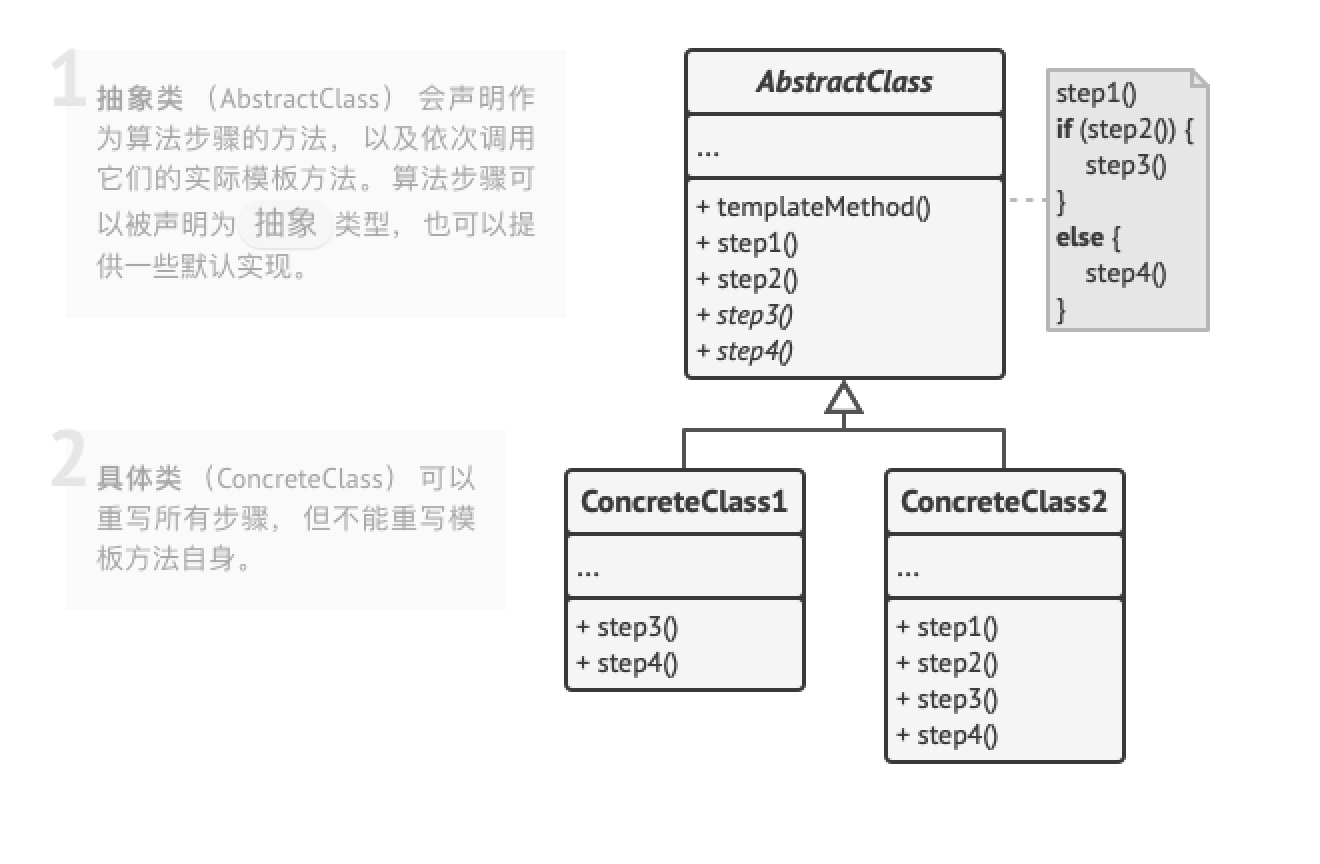 1
抽象类 （AbstractClass） 会声明作
为算法步骤的方法， 以及依次调用
它们的实际模板方法。 算法步骤可
以被声明为 抽象 类型， 也可以提
供一些默认实现。
AbstractClass
...
+ templateMethod()
+ step1()
+ step2()
+ step3()
+ step4()
step1()
if (step2()) {
step3()
}
else {
step4()
}
2
具体类 （ConcreteClass） 可以
重写所有步骤， 但不能重写模
板方法自身。
ConcreteClass1
...
+ step3()
+ step4()
ConcreteClass2
...
+ step1()
+ step2()
+ step3()
+ step4()